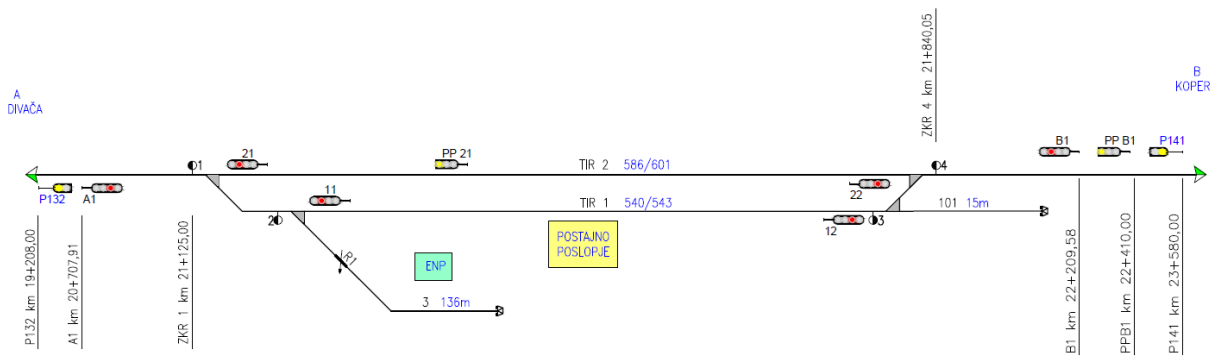 ZKR 4 km 21+840,05
A
DIVAČA
B
KOPER
1
21
PP 21
TIR 2 586/601
4
B1
PP B1
P141
P132
A1
11
TIR 1 540/543
22
2
12
3
101 15m
POSTAJNO
POSLOPJE
R1
ENP
3 136m
P132 km 19+208,00
A1 km 20+707,91
ZKR 1 km 21+125,00
B1 km 22+209,58
PPB1 km 22+410,00
P141 km 23+580,00